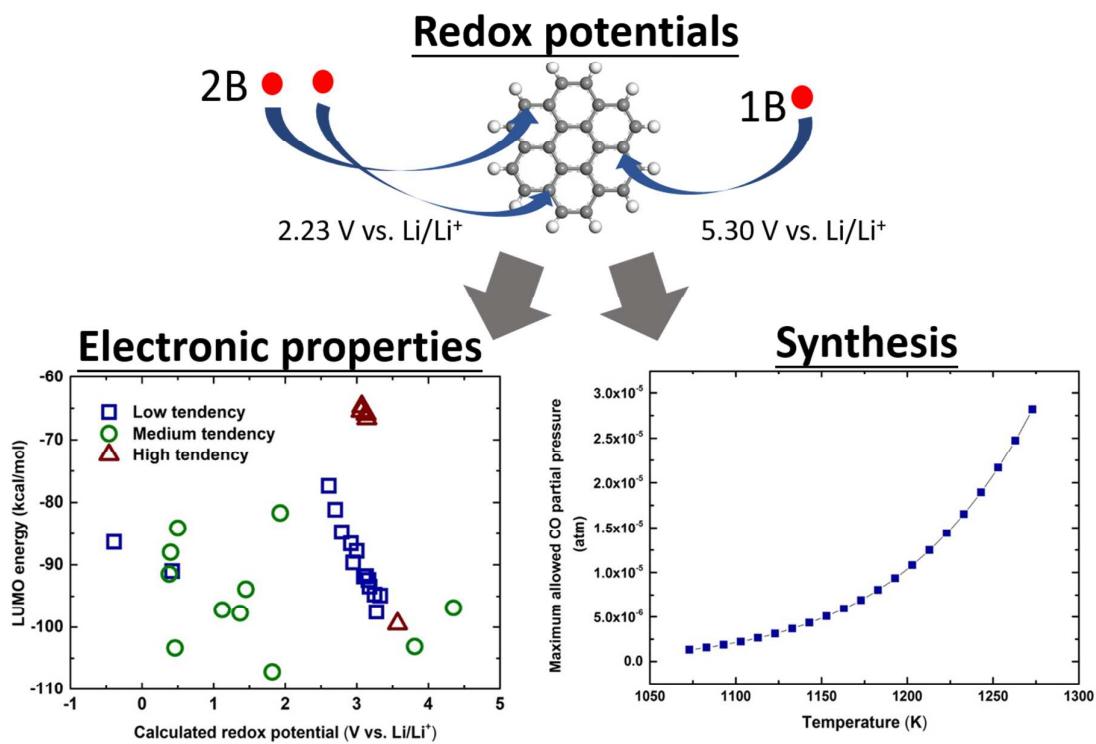 Redox potentials
2B
1B
2.23 V vs. Li/Li⁺
5.30 V vs. Li/Li⁺
Electronic properties
-60
-70
-80
-90
-100
-110
LUMO energy (kcal/mol)
Low tendency
Medium tendency
High tendency
-1
0
1
2
3
4
5
Calculated redox potential (V vs. Li/Li⁺)
Synthesis
3.0x10⁻⁵
2.5x10⁻⁵
2.0x10⁻⁵
1.5x10⁻⁵
1.0x10⁻⁵
5.0x10⁻⁶
0.0
Maximum allowed CO partial pressure
(atm)
1050
1100
1150
1200
1250
1300
Temperature (K)